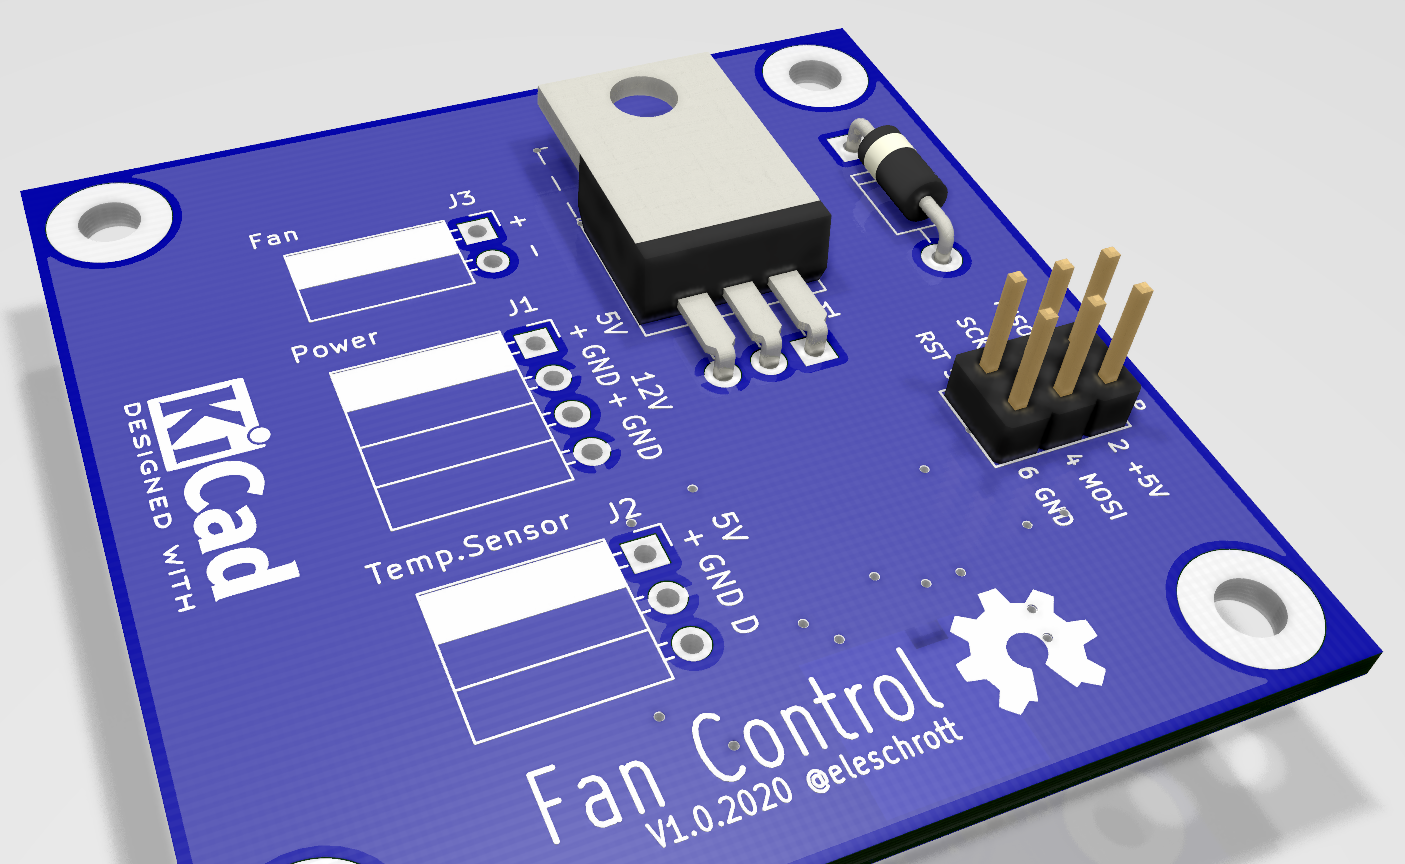 J3
Fan
+
-
J1
Power
5V
+ GND
12V
+ GND
KiCad
DESIGNED WITH
J2
Temp.Sensor
5V
+ GND D
1
RST
SCK
2 +5V
4 MOSI
6 GND
Fan Control
V1.0.2020 @eleschrott